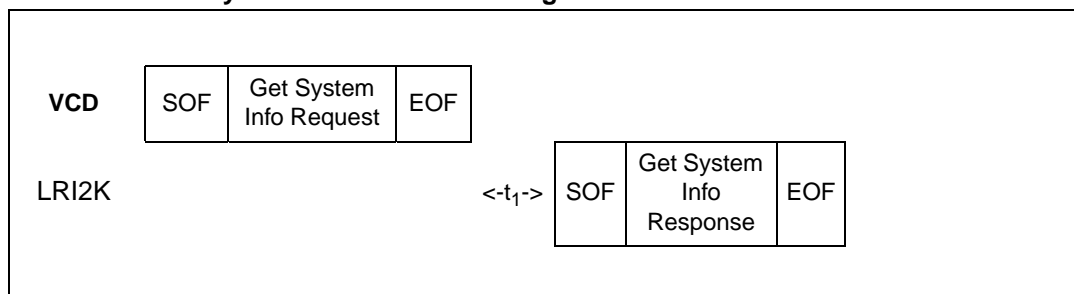 VCD SOF Get System EOF
Info Request
LRI2K <-t1-> SOF Get System EOF
Info
Response